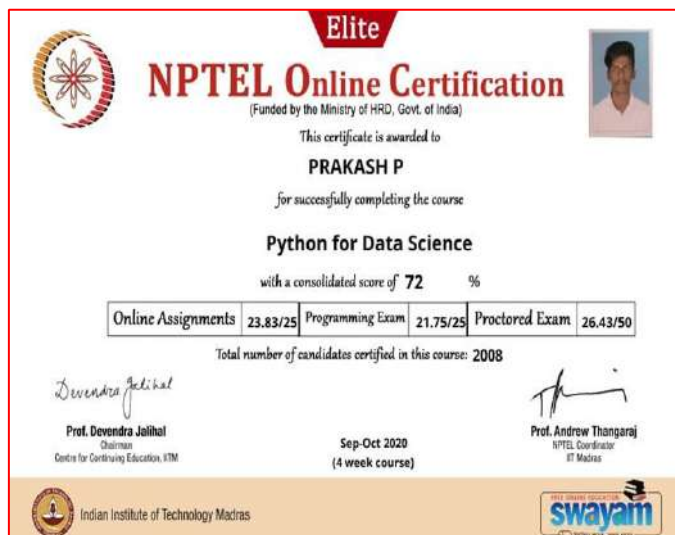 Elite
NPTEL Online Certification
(Funded by the Ministry of HRD, Govt. of India)
This certificate is awarded to
PRAKASH P
for successfully completing the course
Python for Data Science
with a consolidated score of 72 %
Online Assignments 23.83/25 Programming Exam 21.75/25 Proctored Exam 26.43/50
Total number of candidates certified in this course: 2008
Devendra Jalihal
Prof. Devendra Jalihal
Chairman
Centre for Continuing Education, IITM
Sep-Oct 2020
(4 week course)
Prof. Andrew Thangaraj
NPTEL Coordinator
IIT Madras
Indian Institute of Technology Madras
FREE ONLINE EDUCATION
swayam